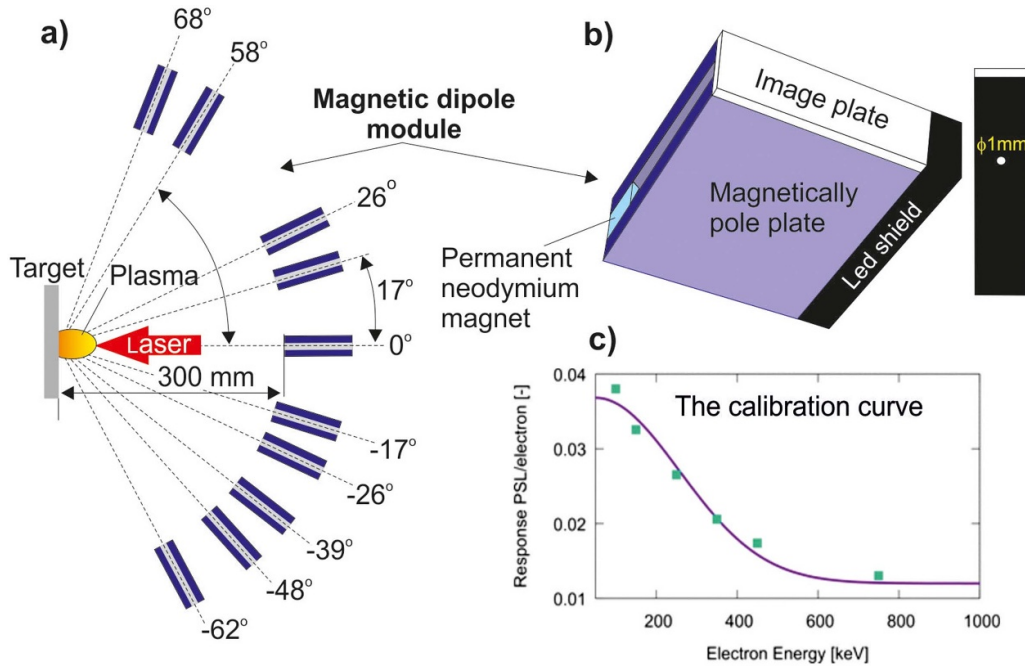 a)
68°
58°
Magnetic dipole
module
26°
17°
Target
Plasma
Laser
0°
300 mm
-17°
-26°
-39°
-48°
-62°
b)
Image plate
ϕ1mm
Magnetically
pole plate
Led shield
Permanent
neodymium
magnet
c)
The calibration curve
Response PSL/electron [-]
0.04
0.03
0.02
0.01
200 400 600 800 1000
Electron Energy [keV]